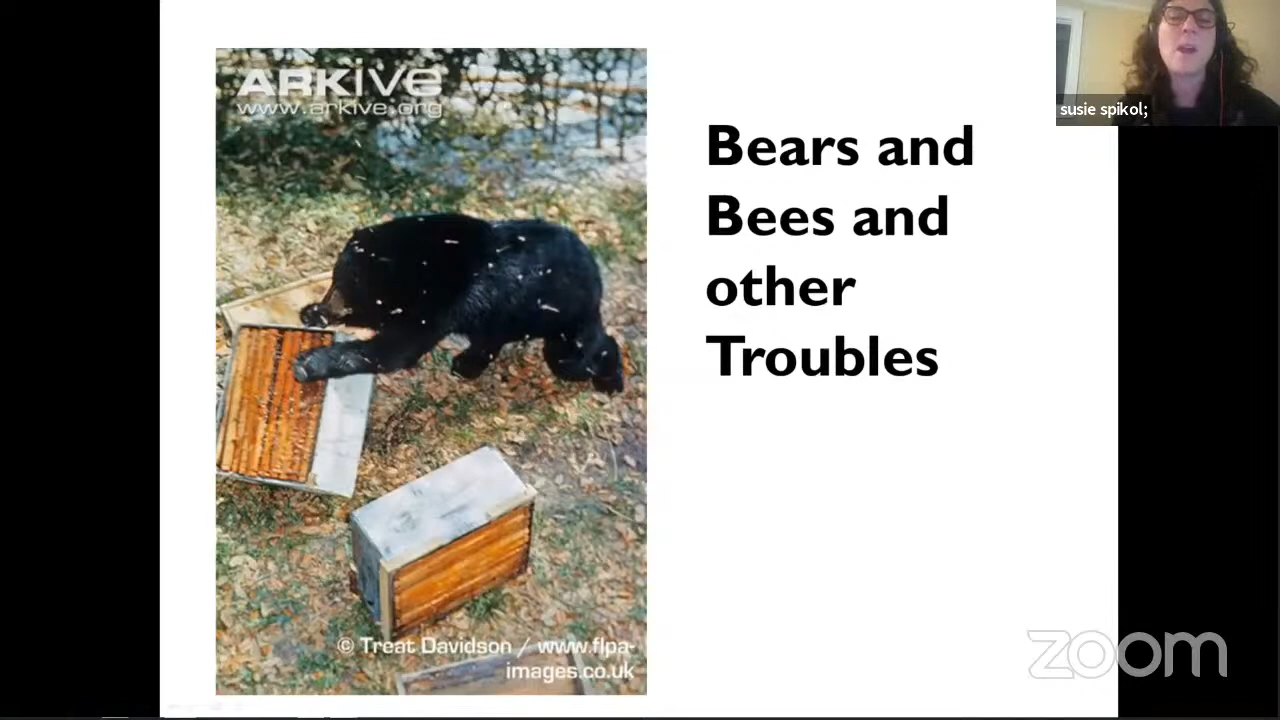 ARKive
www.arkive.org
susie spikol;
Bears and
Bees and
other
Troubles
© Treat Davidson / www.flpa-
images.co.uk
zoom